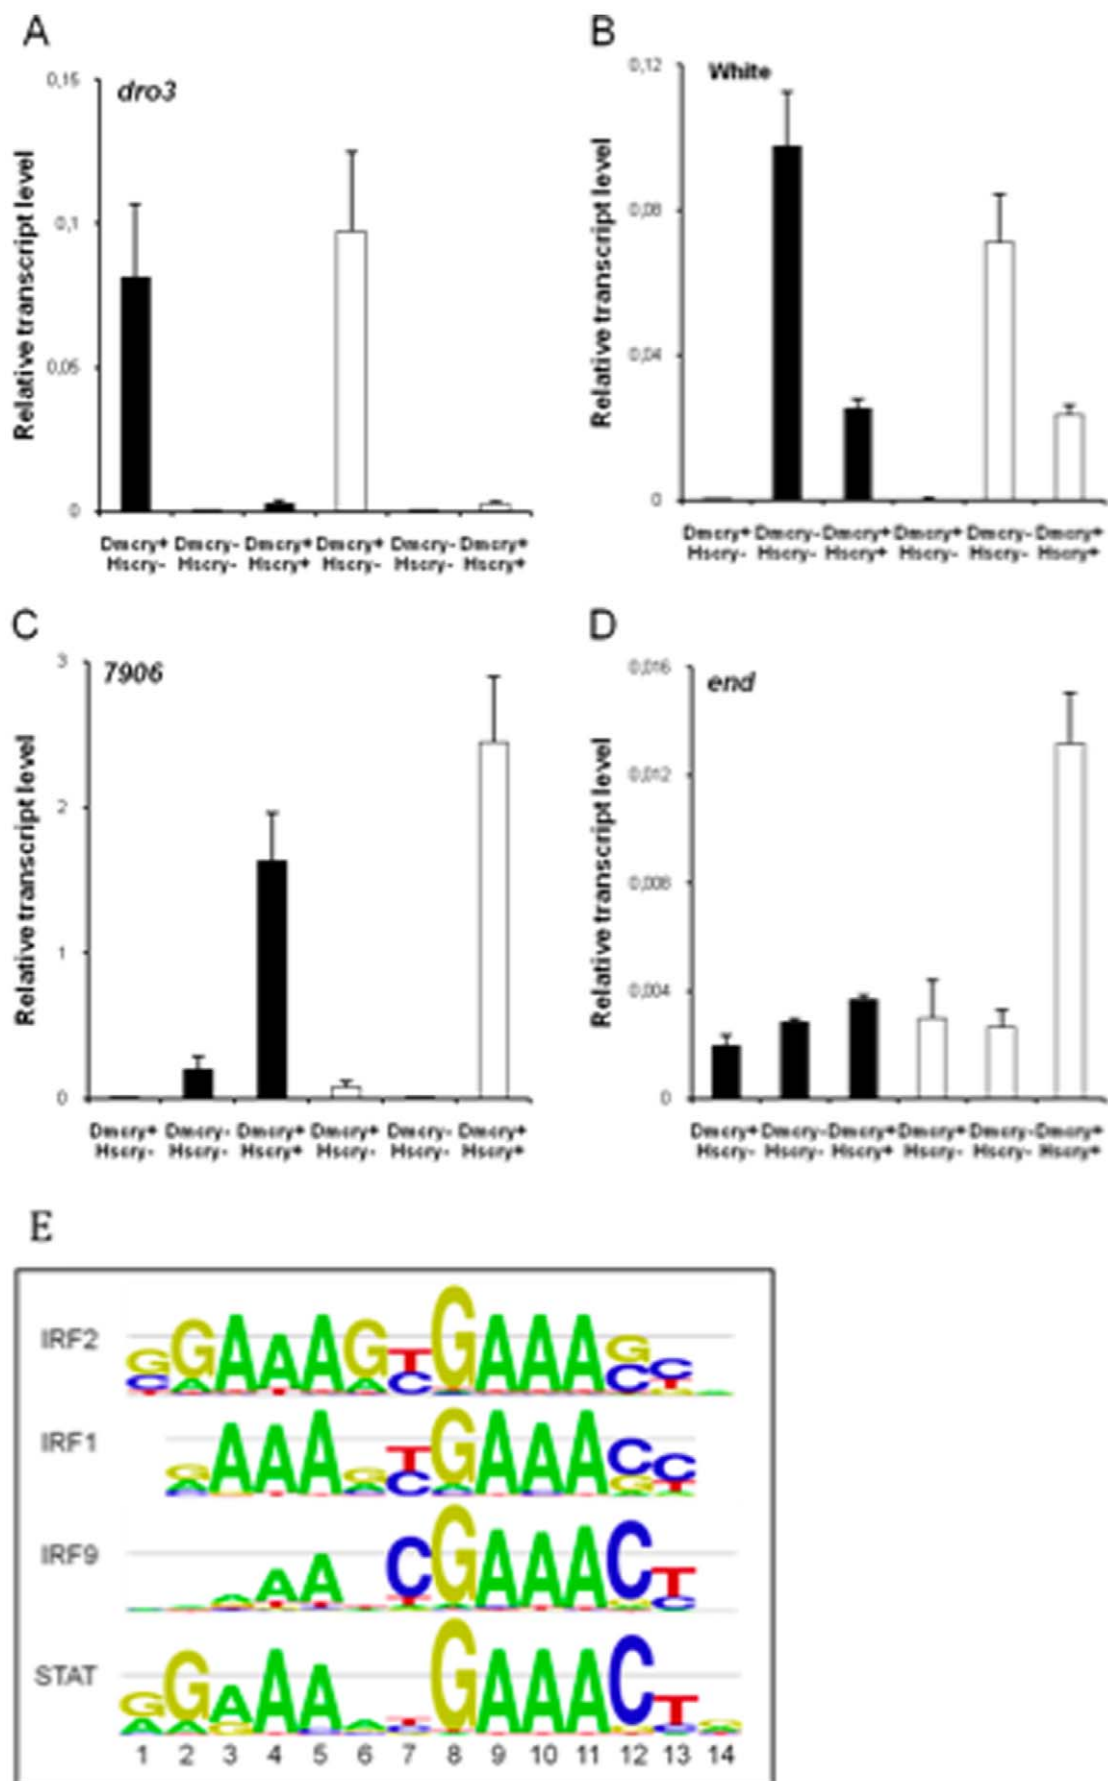 A
dro3
Relative transcript level
0,15
0,1
0,05
0
Dmcry+ Dmcry- Dmcry+ Dmcry+ Dmcry- Dmcry+
Hscry- Hscry- Hscry+ Hscry- Hscry- Hscry+
B
White
Relative transcript level
0,12
0,08
0,04
0
Dmcry+ Dmcry- Dmcry+ Dmcry+ Dmcry- Dmcry+
Hscry- Hscry- Hscry+ Hscry- Hscry- Hscry+
C
7906
Relative transcript level
3
2
1
0
Dmcry+ Dmcry- Dmcry+ Dmcry+ Dmcry- Dmcry+
Hscry- Hscry- Hscry+ Hscry- Hscry- Hscry+
D
end
Relative transcript level
0,016
0,012
0,008
0,004
0
Dmcry+ Dmcry- Dmcry+ Dmcry+ Dmcry- Dmcry+
Hscry- Hscry- Hscry+ Hscry- Hscry- Hscry+
E
IRF2
GGAAAGTGAAAGC
IRF1
GAAAGTGAAACC
IRF9
AAACGAAACT
STAT
GGAAAATGAAACTG
1 2 3 4 5 6 7 8 9 10 11 12 13 14